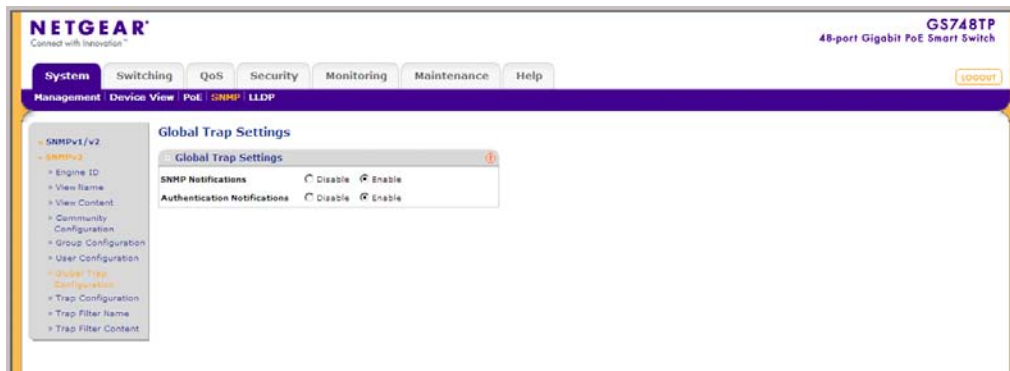 NETGEAR
Connect with Innovation™
GS748TP
48-port Gigabit PoE Smart Switch
System Switching QoS Security Monitoring Maintenance Help
LOGOUT
Management Device View PoE SNMP LLDP
SNMPv1/v2
SNMPv3
Engine ID
View Name
View Content
Community
Configuration
Group Configuration
User Configuration
Global Trap
Configuration
Trap Configuration
Trap Filter Name
Trap Filter Content
Global Trap Settings
Global Trap Settings
SNMP Notifications Disable Enable
Authentication Notifications Disable Enable